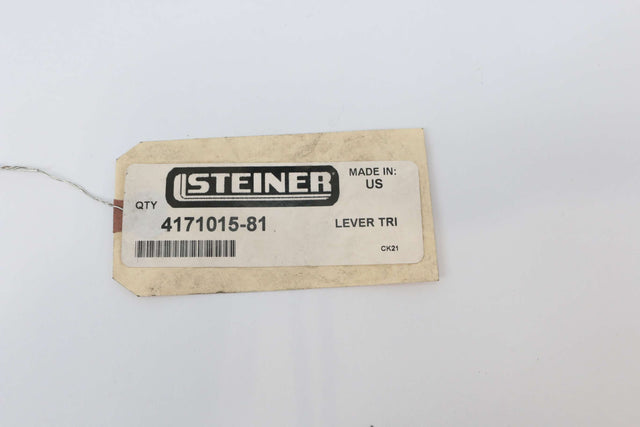 STEINER
MADE IN:
US
QTY
4171015-81
LEVER TRI
CK21